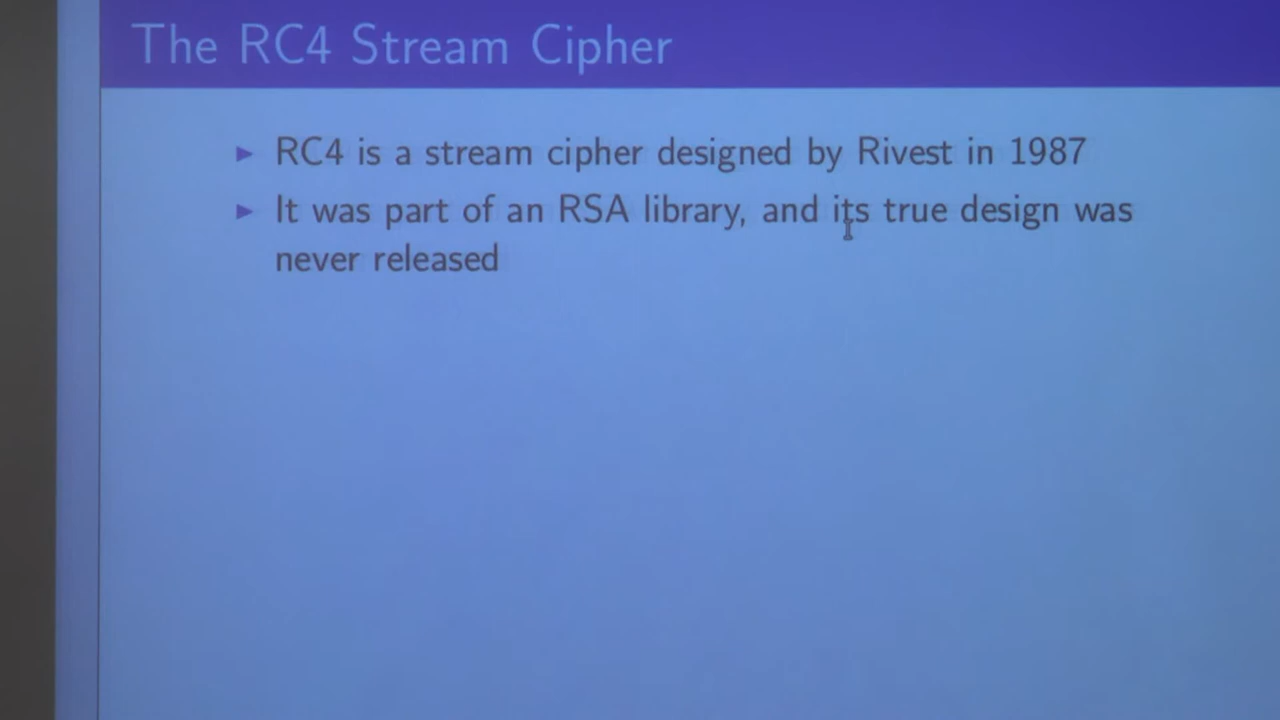 The RC4 Stream Cipher
► RC4 is a stream cipher designed by Rivest in 1987
► It was part of an RSA library, and its true design was
never released